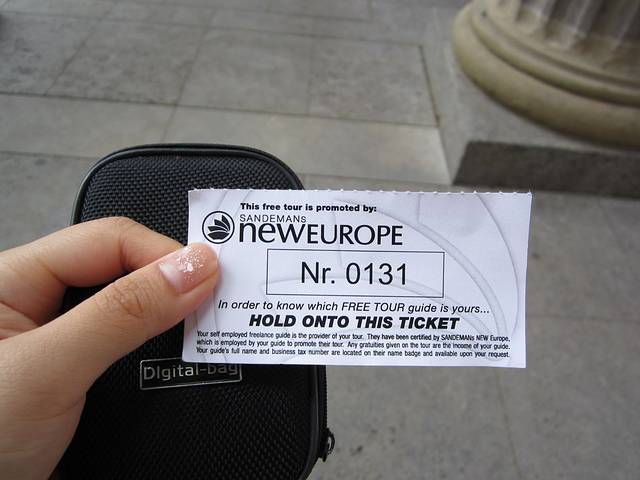 This free tour is promoted by:
SANDEMANs
newEUROPE
Nr. 0131
In order to know which FREE TOUR guide is yours...
HOLD ONTO THIS TICKET
Your self employed freelance guide is the provider of your tour. They have been certified by SANDEMANs NEW Europe,
which is employed by your guide to promote their tour. Any gratuities given on the tour are the income of your guide.
Your guide's full name and business tax number are located on their name badge and available upon your request.
DIgital-bag